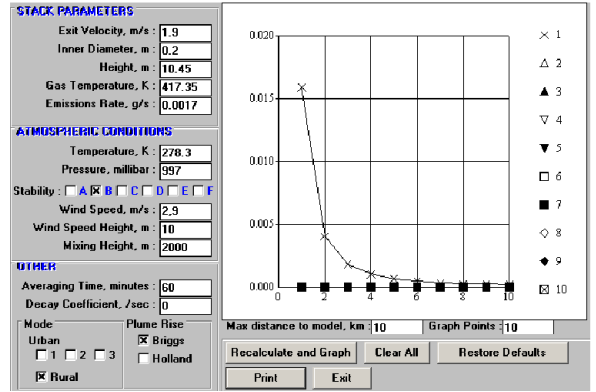 STACK PARAMETERS
Exit Velocity, m/s : 1.9
Inner Diameter, m : 0.2
Height, m : 10.45
Gas Temperature, K : 417.35
Emissions Rate, g/s : 0.0017
ATMOSPHERIC CONDITIONS
Temperature, K : 278.3
Pressure, millibar : 997
Stability : A B C D E F
Wind Speed, m/s : 2,9
Wind Speed Height, m : 10
Mixing Height, m : 2000
OTHER
Averaging Time, minutes : 60
Decay Coefficient, /sec : 0
Mode
Urban
1 2 3
Rural
Plume Rise
Briggs
Holland
0.020
0.015
0.010
0.005
0.000
0 2 4 6 8 10
1
2
3
4
5
6
7
8
9
10
Max distance to model, km : 10 Graph Points : 10
Recalculate and Graph Clear All Restore Defaults
Print Exit